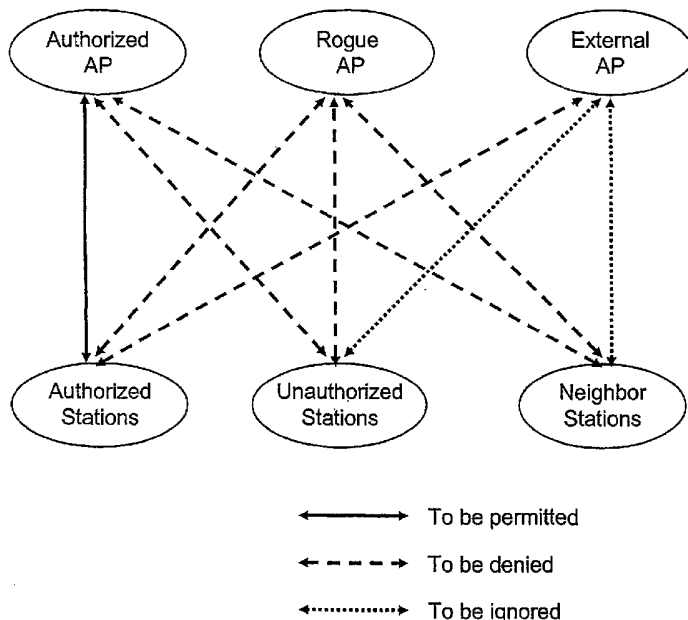 Authorized
AP
Rogue
AP
External
AP
Authorized
Stations
Unauthorized
Stations
Neighbor
Stations
To be permitted
To be denied
To be ignored